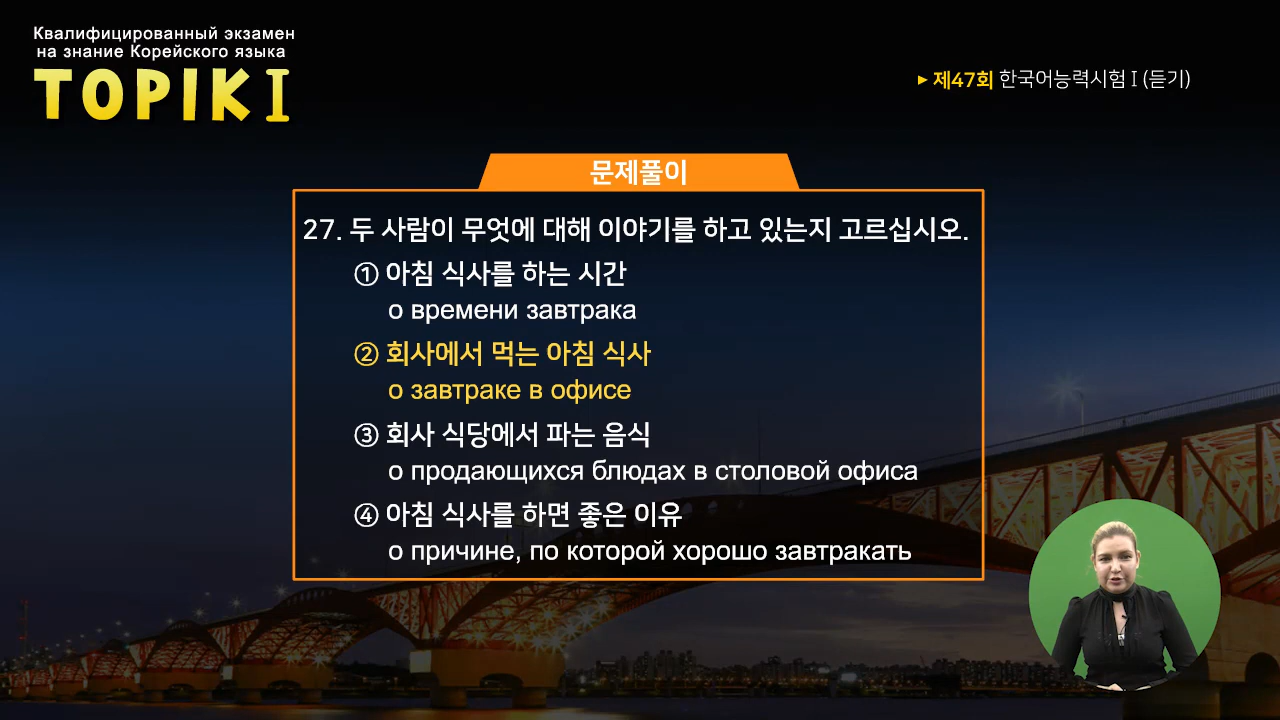 Квалифицированный экзамен
на знание Корейского языка
TOPIK I
▶ 제47회 한국어능력시험 I (듣기)
문제풀이
27. 두 사람이 무엇에 대해 이야기를 하고 있는지 고르십시오.
① 아침 식사를 하는 시간
о времени завтрака
② 회사에서 먹는 아침 식사
о завтраке в офисе
③ 회사 식당에서 파는 음식
о продающихся блюдах в столовой офиса
④ 아침 식사를 하면 좋은 이유
о причине, по которой хорошо завтракать